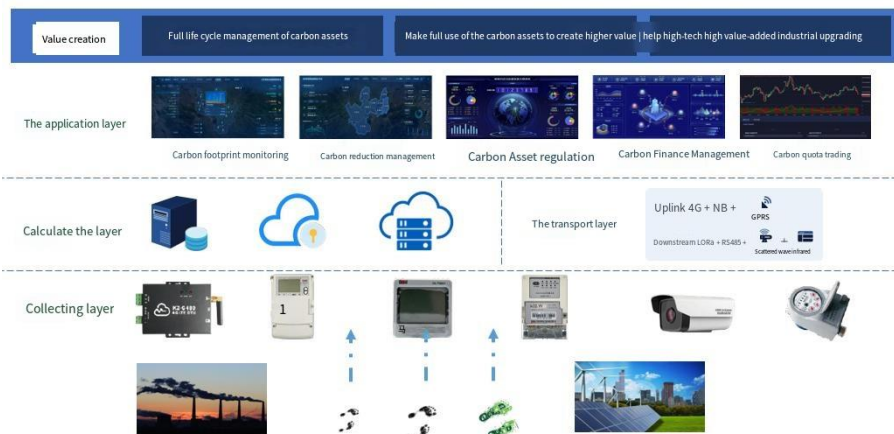 Value creation
Full life cycle management of carbon assets
Make full use of the carbon assets to create higher value | help high-tech high value-added industrial upgrading
The application layer
Carbon footprint monitoring
Carbon reduction management
Carbon Asset regulation
Carbon Finance Management
Carbon quota trading
Calculate the layer
The transport layer
Uplink 4G + NB +
GPRS
Downstream LORa + RS485 +
Scattered wave infrared
Collecting layer
1